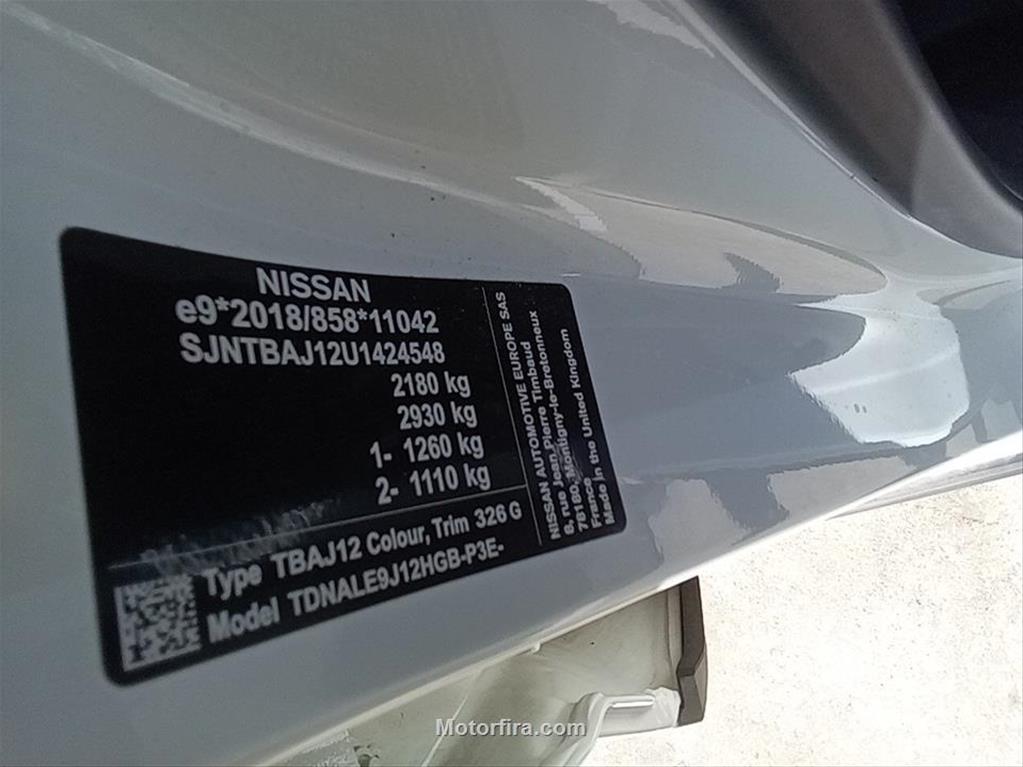 NISSAN
e9*2018/858*11042
SJNTBAJ12U1424548
2180 kg
2930 kg
1- 1260 kg
2- 1110 kg
Type TBAJ12 Colour, Trim 326 G
Model TDNALE9J12HGB-P3E-
NISSAN AUTOMOTIVE EUROPE SAS
8, rue Jean Pierre Timbaud
78180, Montigny-le-Bretonneux
France
Made in the United Kingdom
Motorfira.com